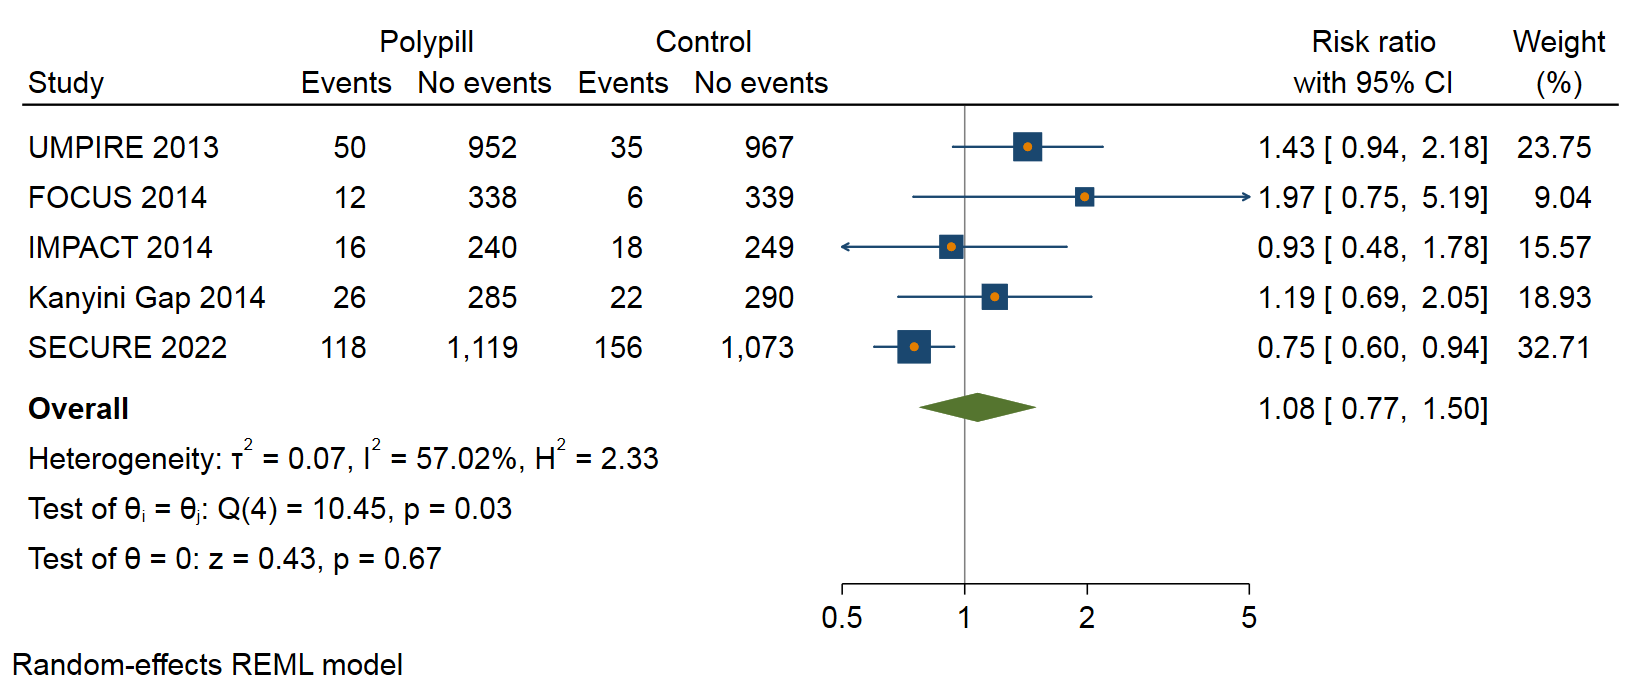 Polypill Control Risk ratio Weight
Study Events No events Events No events with 95% CI (%)
UMPIRE 2013 50 952 35 967 1.43 [ 0.94, 2.18] 23.75
FOCUS 2014 12 338 6 339 1.97 [ 0.75, 5.19] 9.04
IMPACT 2014 16 240 18 249 0.93 [ 0.48, 1.78] 15.57
Kanyini Gap 2014 26 285 22 290 1.19 [ 0.69, 2.05] 18.93
SECURE 2022 118 1,119 156 1,073 0.75 [ 0.60, 0.94] 32.71
Overall 1.08 [ 0.77, 1.50]
Heterogeneity: τ² = 0.07, I² = 57.02%, H² = 2.33
Test of θᵢ = θⱼ: Q(4) = 10.45, p = 0.03
Test of θ = 0: z = 0.43, p = 0.67
0.5 1 2 5
Random-effects REML model